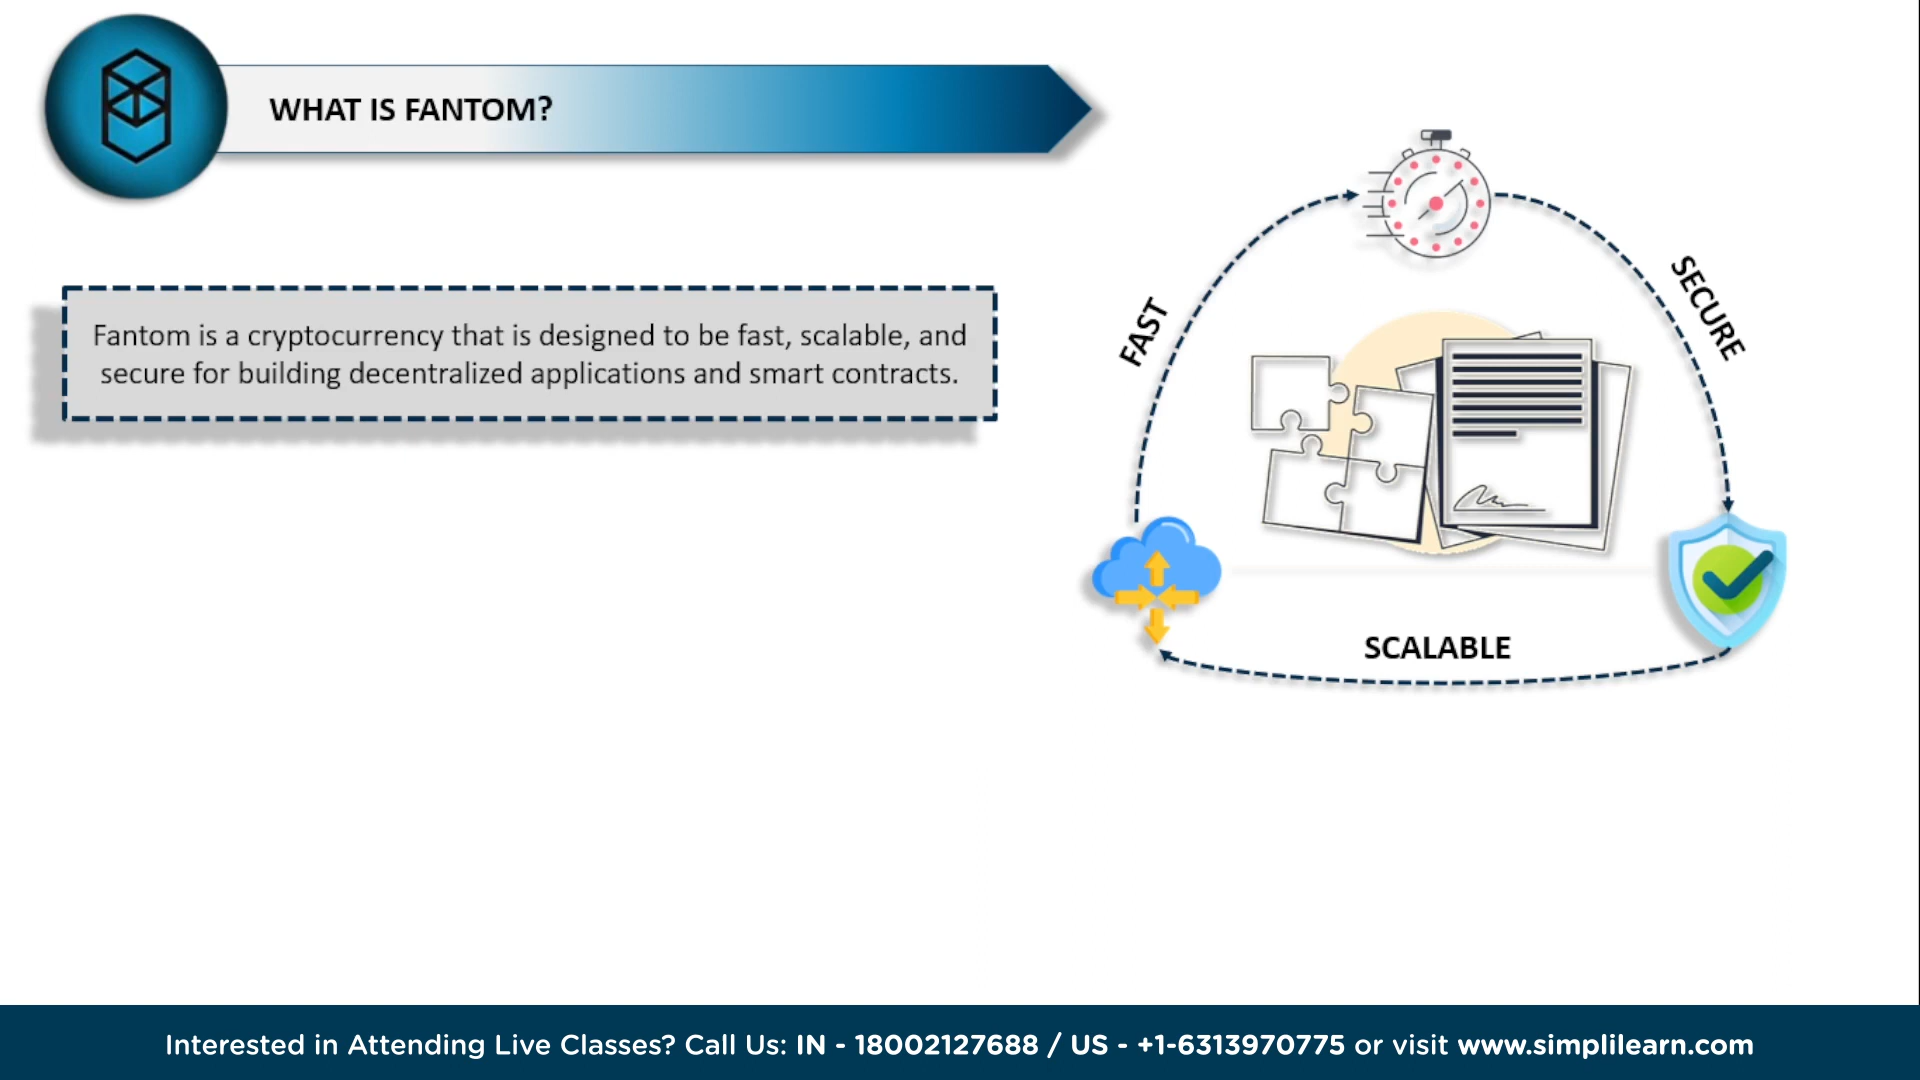 WHAT IS FANTOM?
Fantom is a cryptocurrency that is designed to be fast, scalable, and
secure for building decentralized applications and smart contracts.
FAST
SECURE
SCALABLE
Interested in Attending Live Classes? Call Us: IN - 18002127688 / US - +1-6313970775 or visit www.simplilearn.com